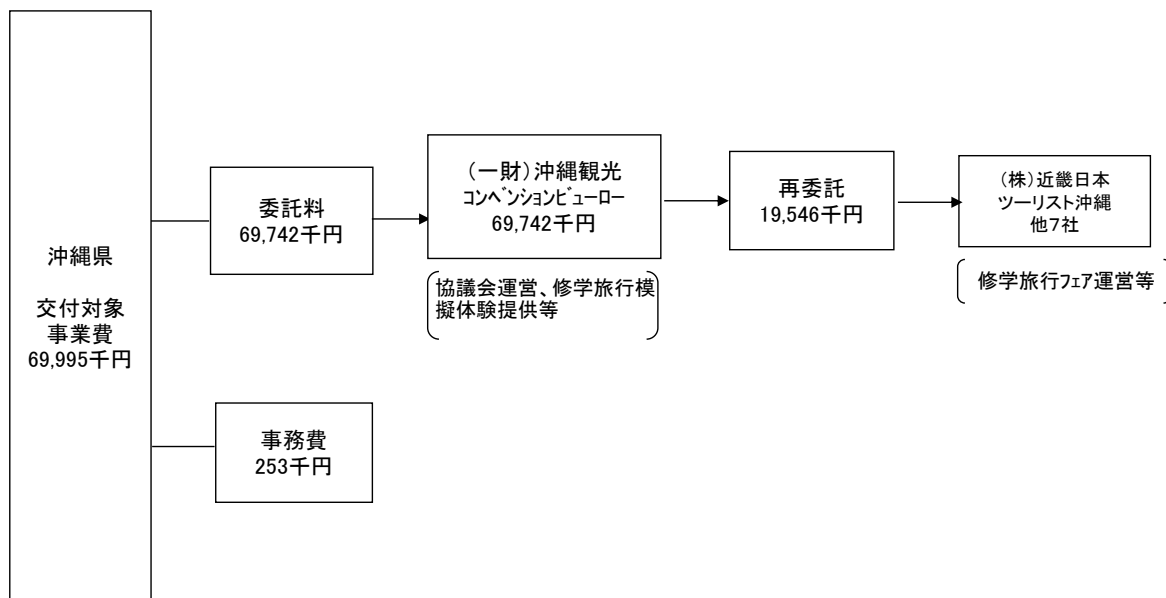 沖縄県
交付対象
事業費
69,995千円
委託料
69,742千円
(一財)沖縄観光
ｺﾝﾍﾞﾝｼｮﾝﾋﾞｭｰﾛｰ
69,742千円
協議会運営、修学旅行模
擬体験提供等
再委託
19,546千円
(株)近畿日本
ツーリスト沖縄
他7社
修学旅行ﾌｪｱ運営等
事務費
253千円